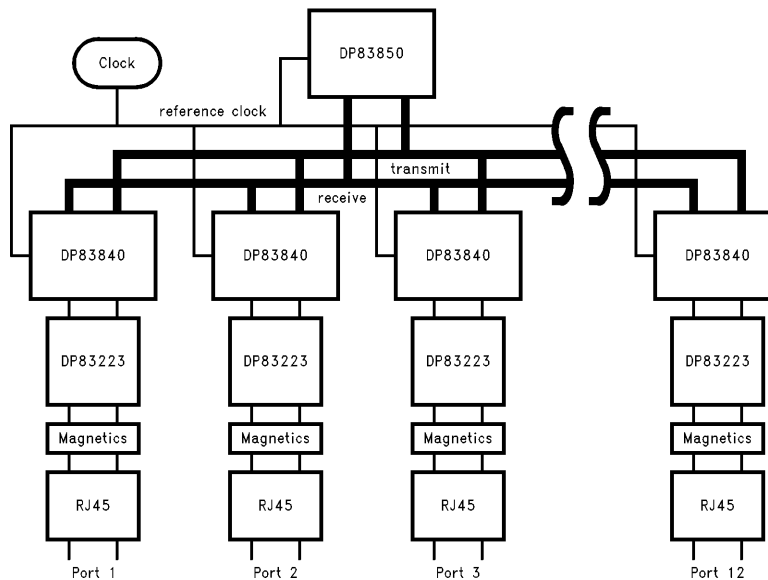 DP83850
Clock
reference clock
transmit
receive
DP83840
DP83840
DP83840
DP83840
DP83223
DP83223
DP83223
DP83223
Magnetics
Magnetics
Magnetics
Magnetics
RJ45
RJ45
RJ45
RJ45
Port 1
Port 2
Port 3
Port 12